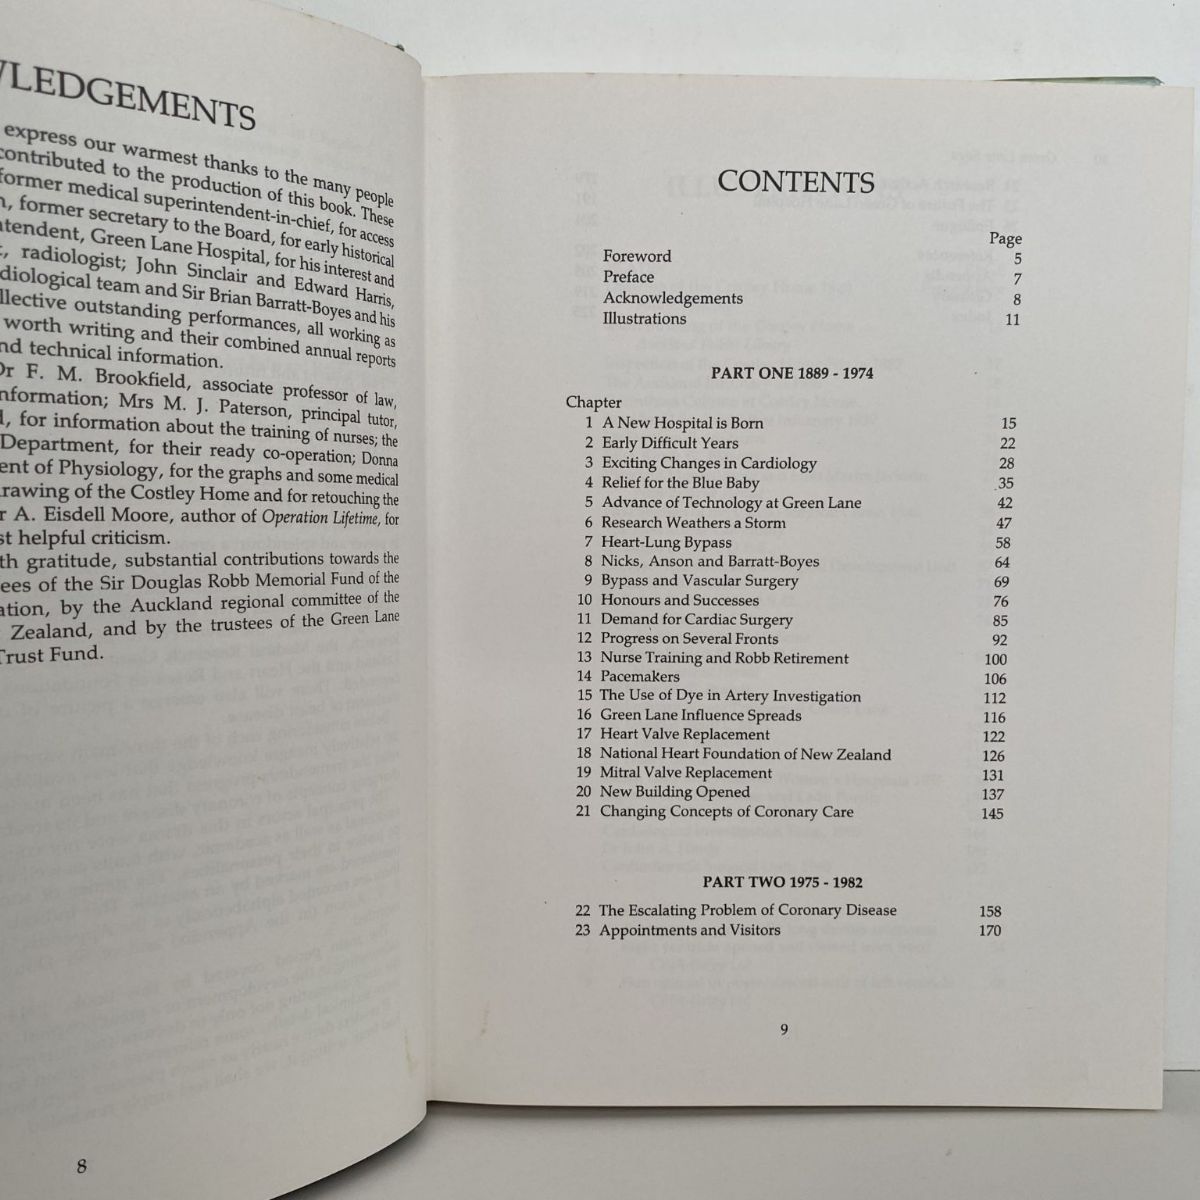 WLEDGEMENTS
express our warmest thanks to the many people
contributed to the production of this book. These
former medical superintendent-in-chief, for access
former secretary to the Board, for early historical
Green Lane Hospital, for his interest and
radiologist; John Sinclair and Edward Harris,
team and Sir Brian Barratt-Boyes and his
outstanding performances, all working as
worth writing and their combined annual reports
nd technical information.
Dr F. M. Brookfield, associate professor of law,
nformation; Mrs M. J. Paterson, principal tutor,
for information about the training of nurses; the
Department, for their ready co-operation; Donna
ent of Physiology, for the graphs and some medical
rawing of the Costley Home and for retouching the
r A. Eisdell Moore, author of Operation Lifetime, for
st helpful criticism.
th gratitude, substantial contributions towards the
ees of the Sir Douglas Robb Memorial Fund of the
ation, by the Auckland regional committee of the
Zealand, and by the trustees of the Green Lane
Trust Fund.
8
CONTENTS
Page
Foreword 5
Preface 7
Acknowledgements 8
Illustrations 11
PART ONE 1889 - 1974
Chapter
1 A New Hospital is Born 15
2 Early Difficult Years 22
3 Exciting Changes in Cardiology 28
4 Relief for the Blue Baby 35
5 Advance of Technology at Green Lane 42
6 Research Weathers a Storm 47
7 Heart-Lung Bypass 58
8 Nicks, Anson and Barratt-Boyes 64
9 Bypass and Vascular Surgery 69
10 Honours and Successes 76
11 Demand for Cardiac Surgery 85
12 Progress on Several Fronts 92
13 Nurse Training and Robb Retirement 100
14 Pacemakers 106
15 The Use of Dye in Artery Investigation 112
16 Green Lane Influence Spreads 116
17 Heart Valve Replacement 122
18 National Heart Foundation of New Zealand 126
19 Mitral Valve Replacement 131
20 New Building Opened 137
21 Changing Concepts of Coronary Care 145
PART TWO 1975 - 1982
22 The Escalating Problem of Coronary Disease 158
23 Appointments and Visitors 170
9